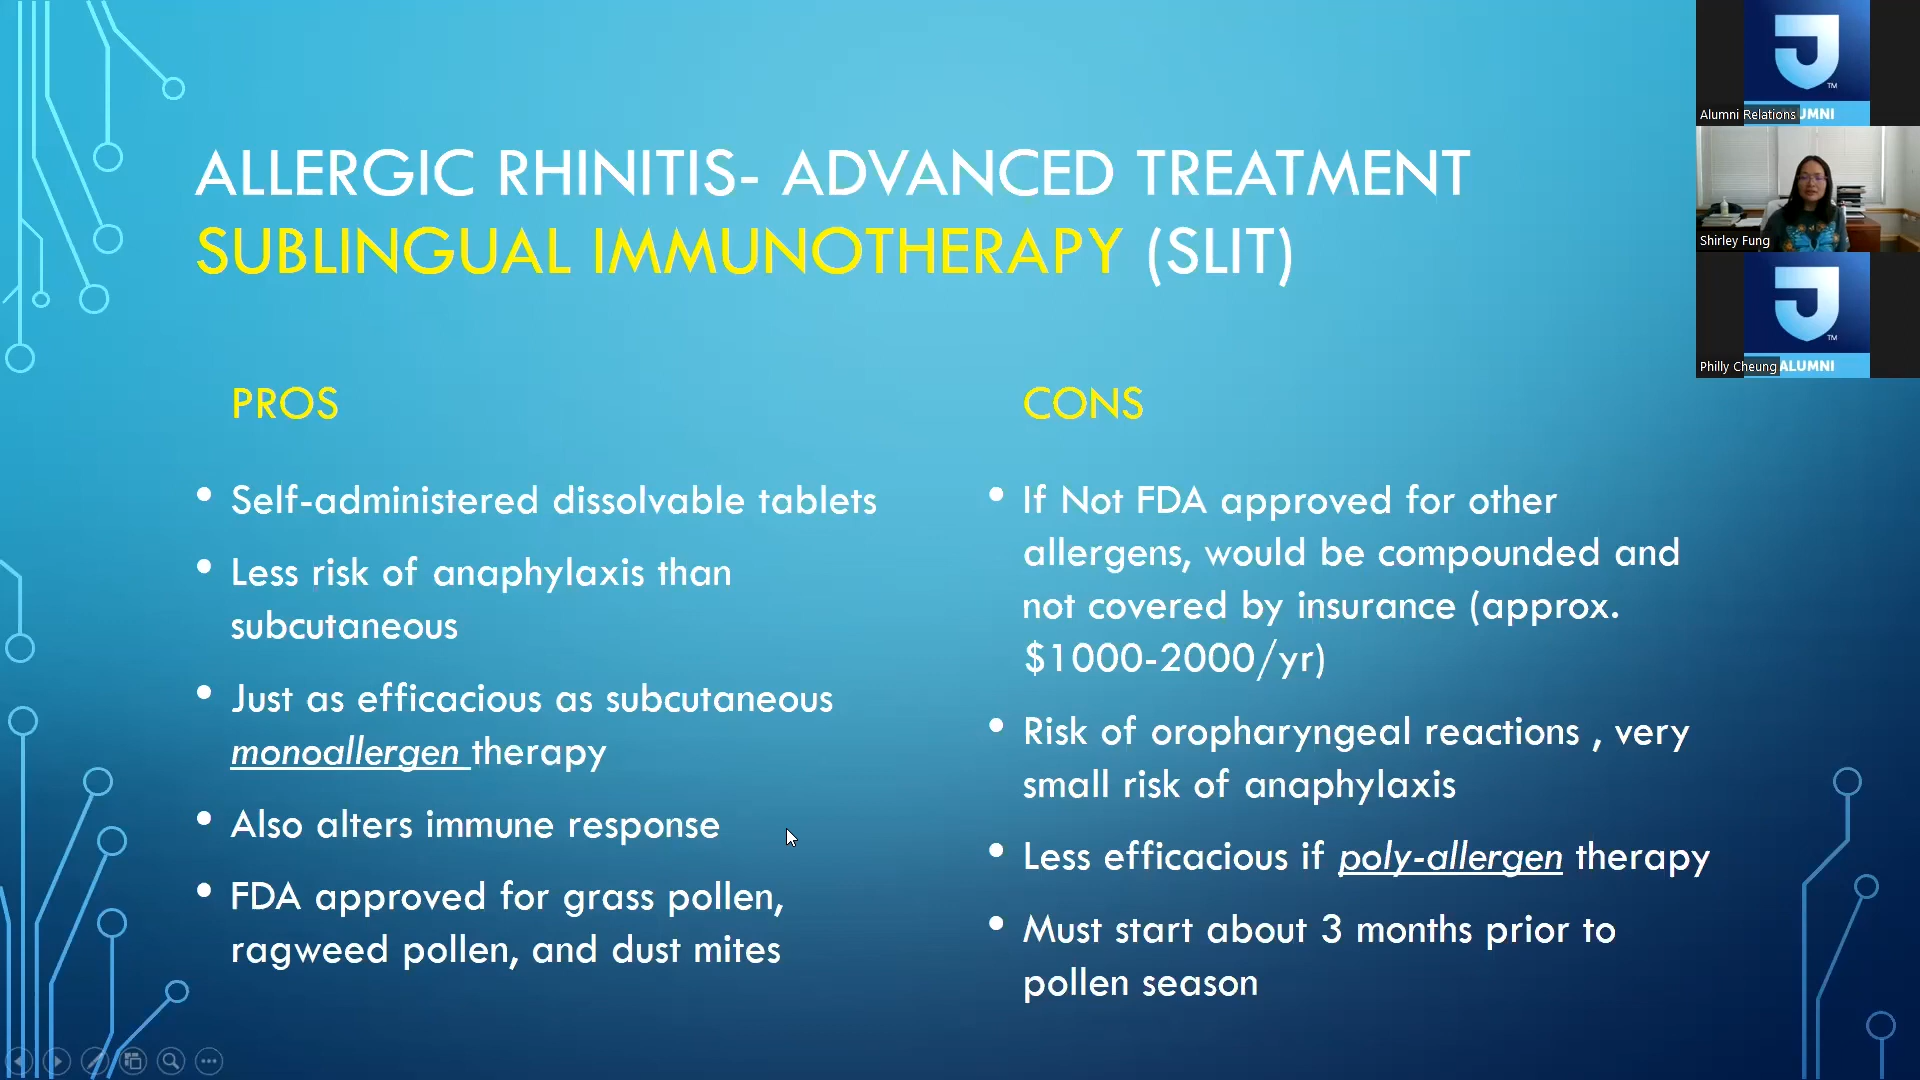 ALLERGIC RHINITIS- ADVANCED TREATMENT
SUBLINGUAL IMMUNOTHERAPY (SLIT)
PROS
• Self-administered dissolvable tablets
• Less risk of anaphylaxis than
subcutaneous
• Just as efficacious as subcutaneous
monoallergen therapy
• Also alters immune response
• FDA approved for grass pollen,
ragweed pollen, and dust mites
CONS
• If Not FDA approved for other
allergens, would be compounded and
not covered by insurance (approx.
$1000-2000/yr)
• Risk of oropharyngeal reactions , very
small risk of anaphylaxis
• Less efficacious if poly-allergen therapy
• Must start about 3 months prior to
pollen season
J
TM
Alumni Relations UMNI
Shirley Fung
J
TM
Philly Cheung ALUMNI